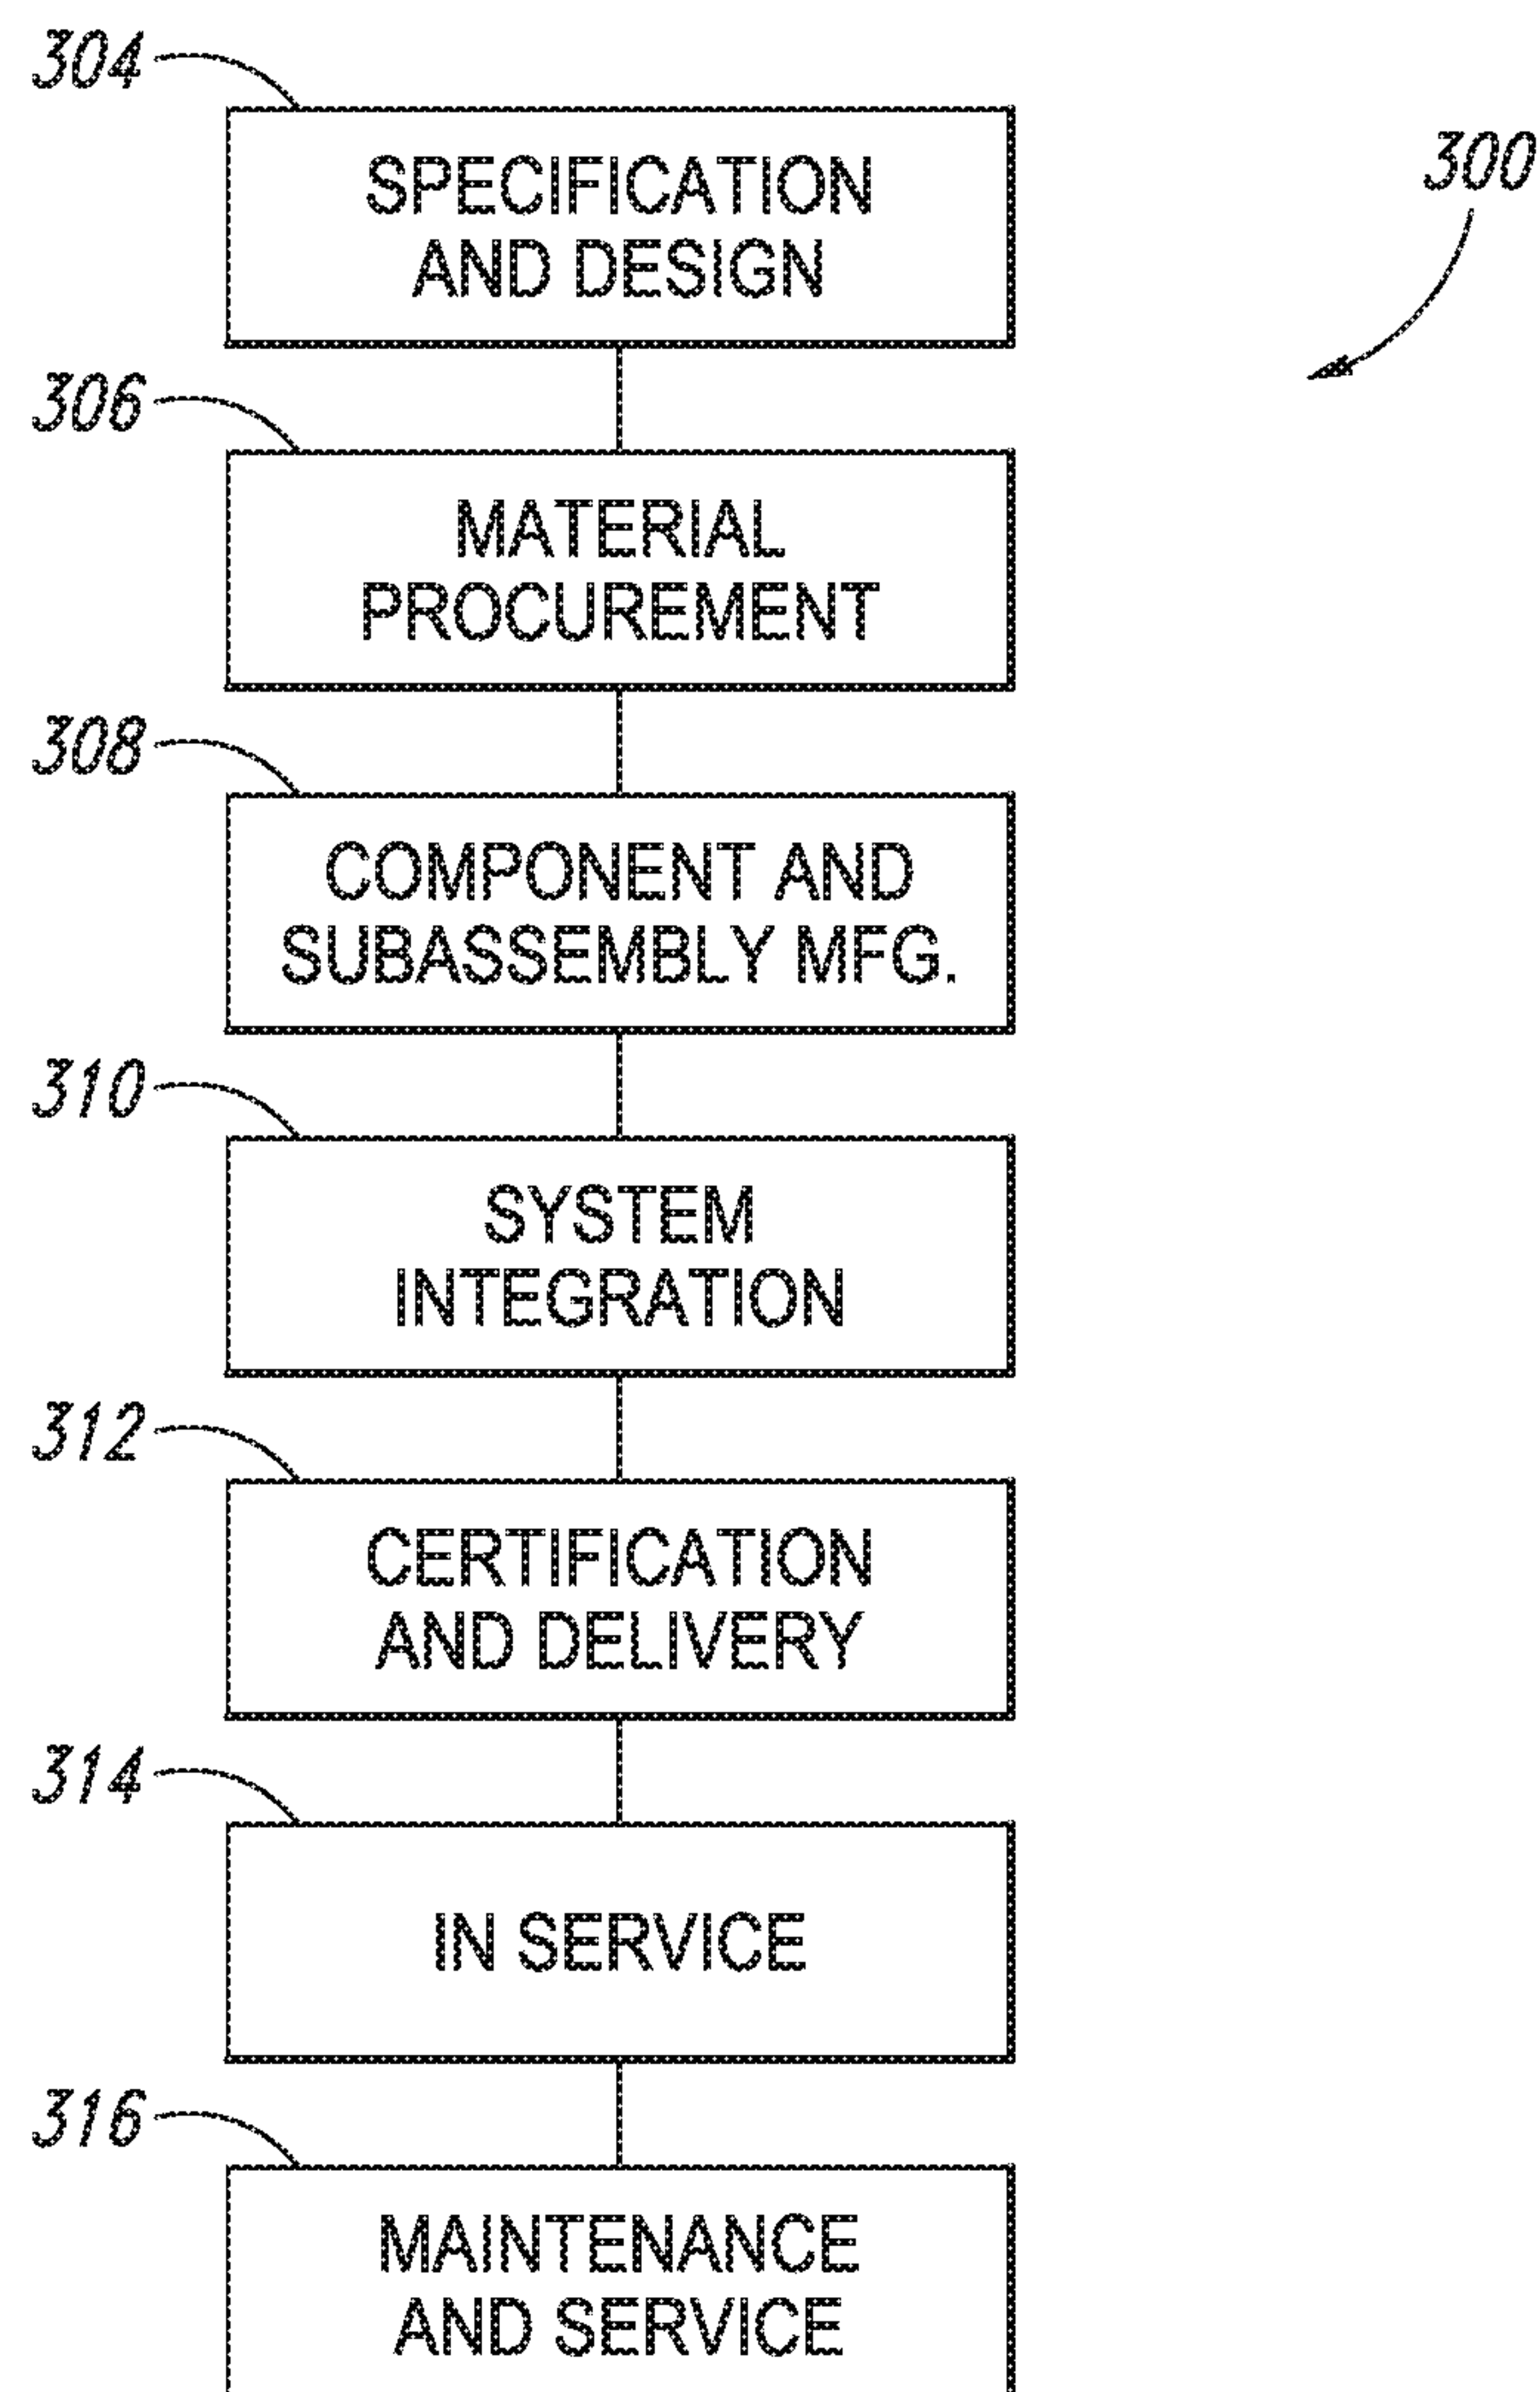 304
SPECIFICATION
AND DESIGN
300
306
MATERIAL
PROCUREMENT
308
COMPONENT AND
SUBASSEMBLY MFG.
310
SYSTEM
INTEGRATION
312
CERTIFICATION
AND DELIVERY
314
IN SERVICE
316
MAINTENANCE
AND SERVICE